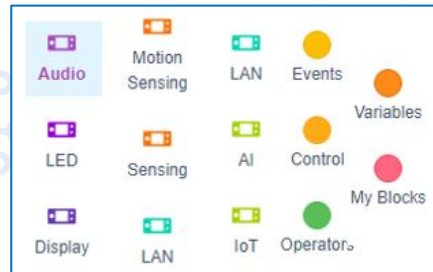 Audio
Motion
Sensing
LAN
Events
Variables
LED
Sensing
AI
Control
My Blocks
Display
LAN
IoT
Operators